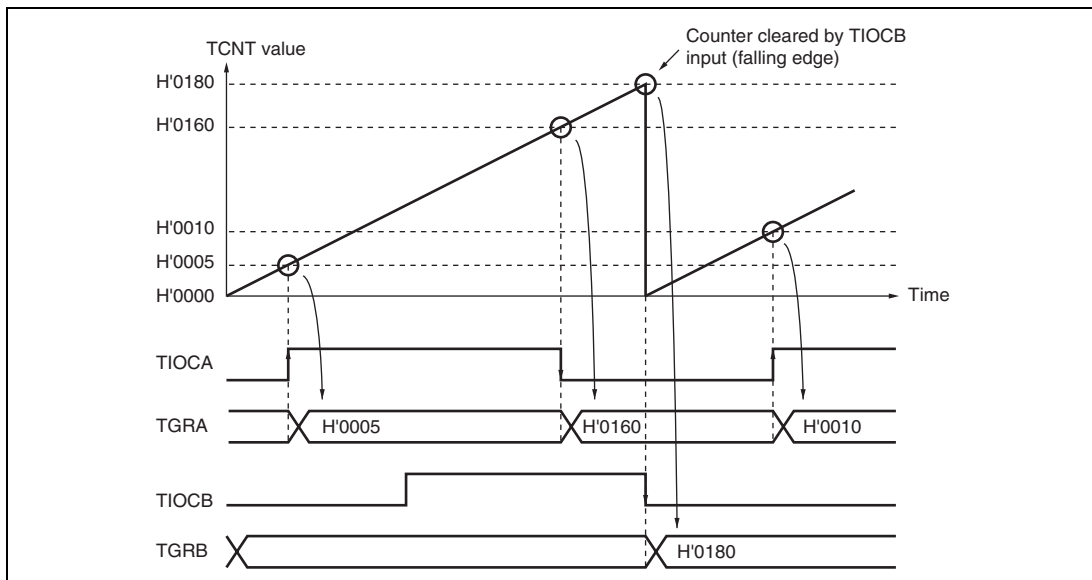 Counter cleared by TIOCB
input (falling edge)
TCNT value
H'0180
H'0160
H'0010
H'0005
H'0000
Time
TIOCA
TGRA
H'0005
H'0160
H'0010
TIOCB
TGRB
H'0180